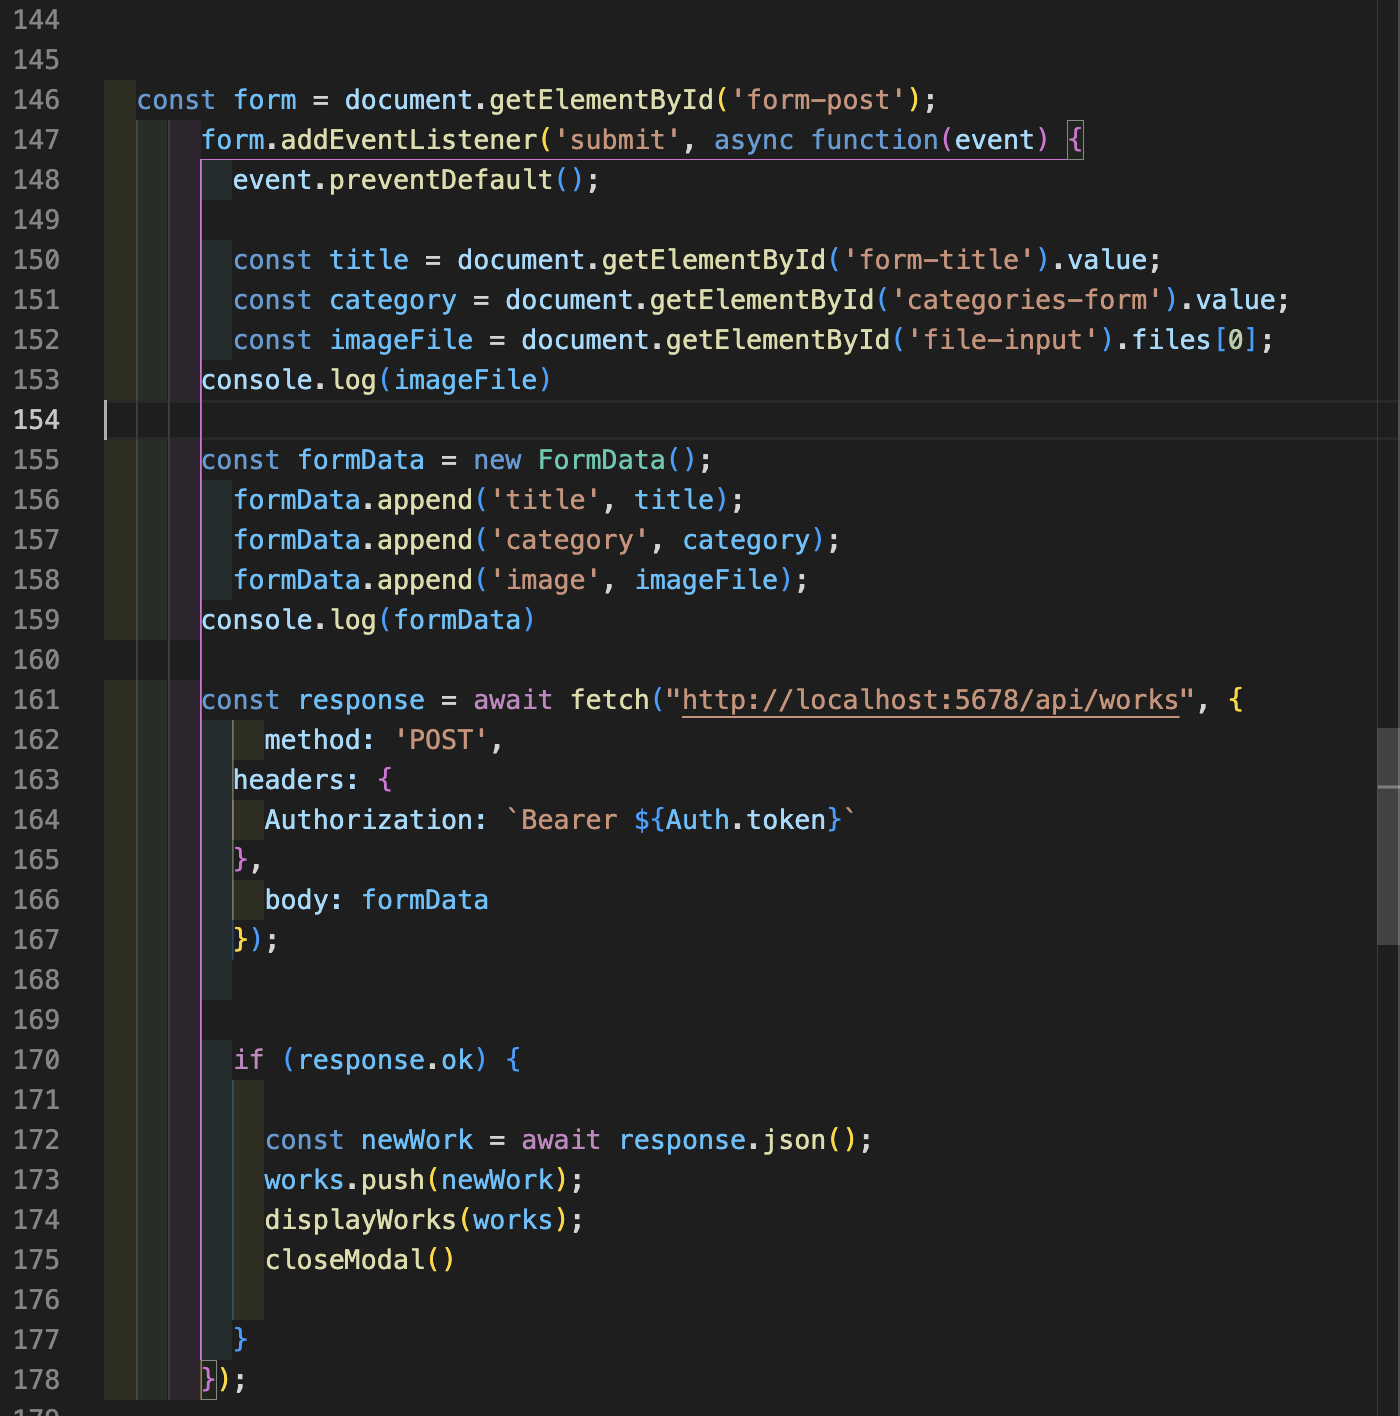 144
145
146 const form = document.getElementById('form-post');
147 form.addEventListener('submit', async function(event) {
148 event.preventDefault();
149
150 const title = document.getElementById('form-title').value;
151 const category = document.getElementById('categories-form').value;
152 const imageFile = document.getElementById('file-input').files[0];
153 console.log(imageFile)
154
155 const formData = new FormData();
156 formData.append('title', title);
157 formData.append('category', category);
158 formData.append('image', imageFile);
159 console.log(formData)
160
161 const response = await fetch("http://localhost:5678/api/works", {
162 method: 'POST',
163 headers: {
164 Authorization: `Bearer ${Auth.token}`
165 },
166 body: formData
167 });
168
169
170 if (response.ok) {
171
172 const newWork = await response.json();
173 works.push(newWork);
174 displayWorks(works);
175 closeModal()
176
177 }
178 });